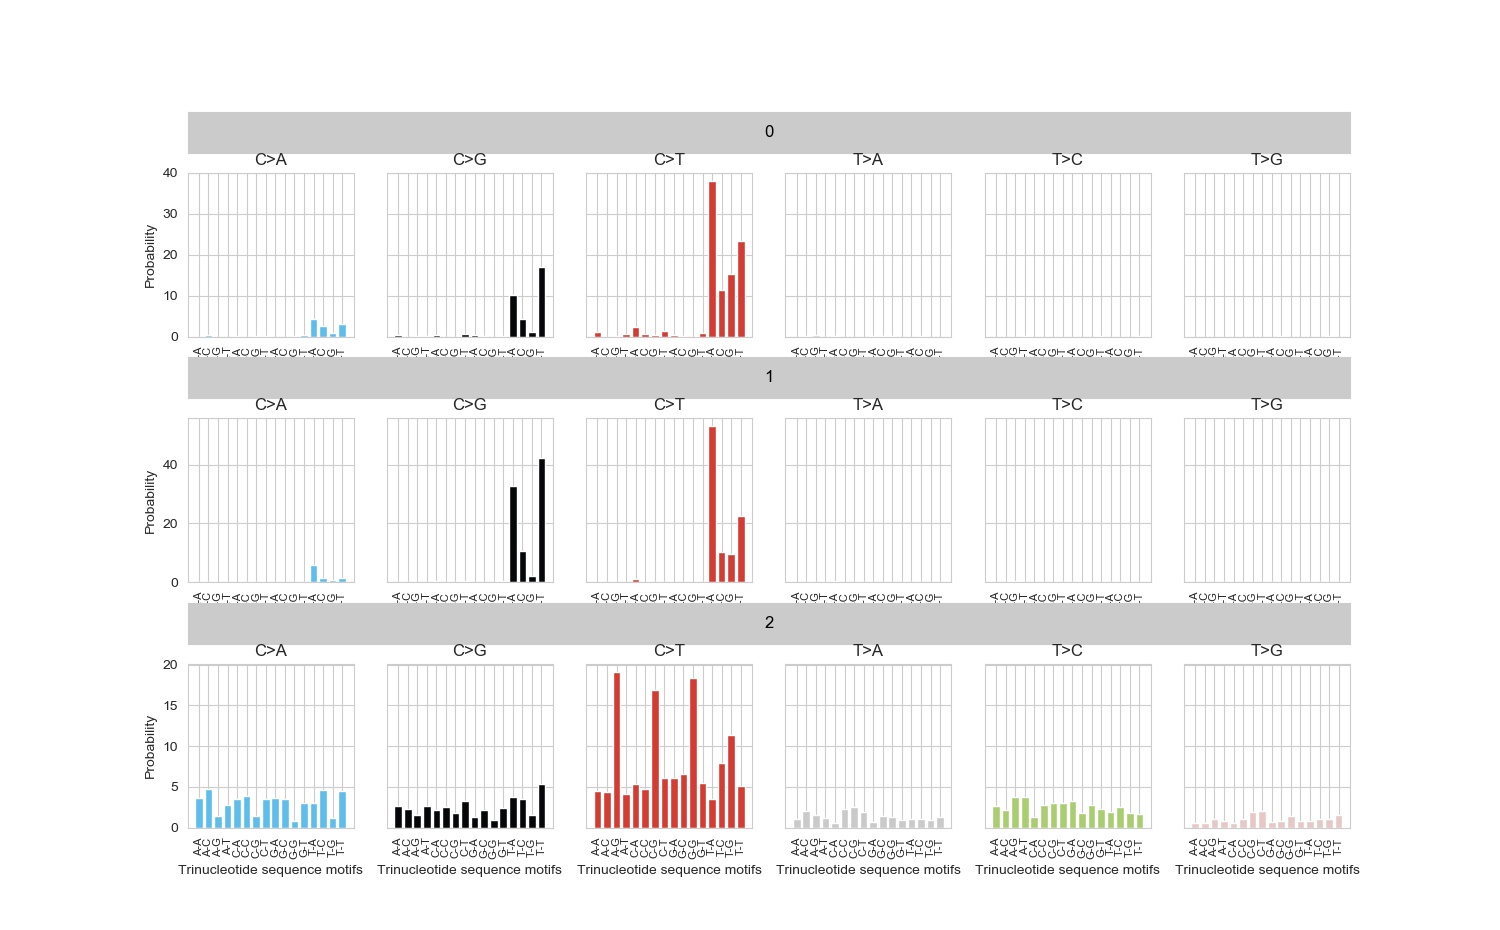 0
C>A C>G C>T T>A T>C T>G
40
30
20
10
0
Probability
1
C>A C>G C>T T>A T>C T>G
40
20
0
Probability
2
C>A C>G C>T T>A T>C T>G
20
15
10
5
0
Probability
A-A A-C A-G A-T C-A C-C C-G C-T G-A G-C G-G G-T T-A T-C T-G T-T A-A A-C A-G A-T C-A C-C C-G C-T G-A G-C G-G G-T T-A T-C T-G T-T A-A A-C A-G A-T C-A C-C C-G C-T G-A G-C G-G G-T T-A T-C T-G T-T A-A A-C A-G A-T C-A C-C C-G C-T G-A G-C G-G G-T T-A T-C T-G T-T A-A A-C A-G A-T C-A C-C C-G C-T G-A G-C G-G G-T T-A T-C T-G T-T A-A A-C A-G A-T C-A C-C C-G C-T G-A G-C G-G G-T T-A T-C T-G T-T
Trinucleotide sequence motifs Trinucleotide sequence motifs Trinucleotide sequence motifs Trinucleotide sequence motifs Trinucleotide sequence motifs Trinucleotide sequence motifs